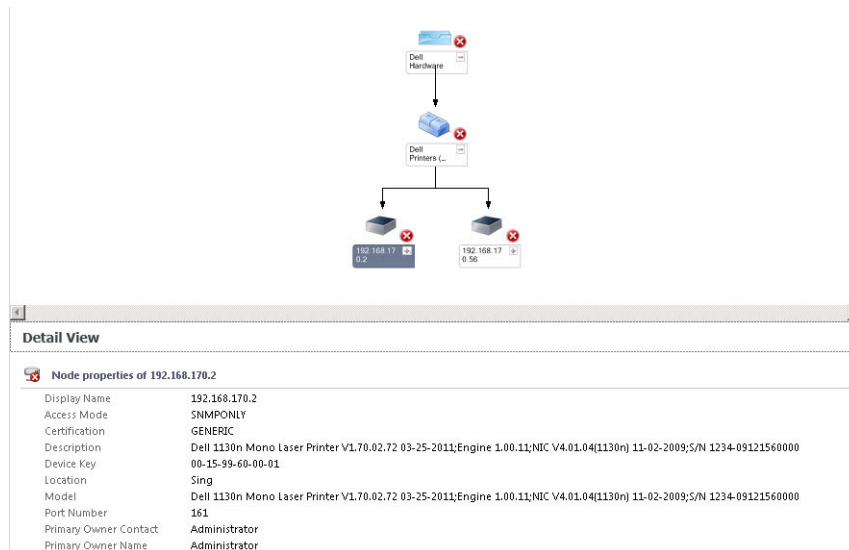 Dell
Hardware
Dell
Printers (...
192.168.17
0.2
192.168.17
0.56
Detail View
Node properties of 192.168.170.2
Display Name 192.168.170.2
Access Mode SNMPONLY
Certification GENERIC
Description Dell 1130n Mono Laser Printer V1.70.02.72 03-25-2011;Engine 1.00.11;NIC V4.01.04(1130n) 11-02-2009;S/N 1234-09121560000
Device Key 00-15-99-60-00-01
Location Sing
Model Dell 1130n Mono Laser Printer V1.70.02.72 03-25-2011;Engine 1.00.11;NIC V4.01.04(1130n) 11-02-2009;S/N 1234-09121560000
Port Number 161
Primary Owner Contact Administrator
Primary Owner Name Administrator